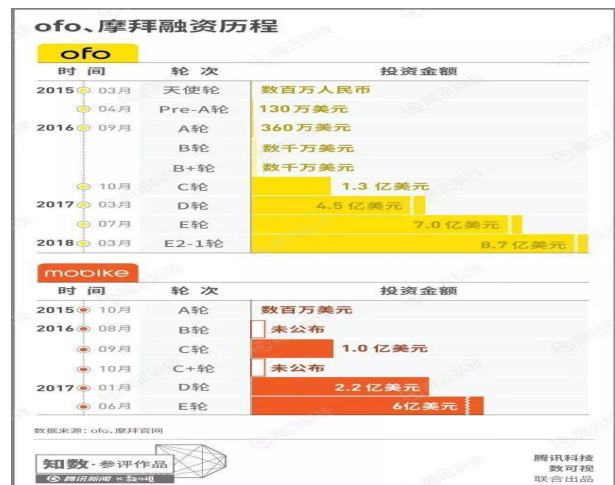 ofo、摩拜融资历程
ofo
时 间 轮 次 投资金额
2015 03月 天使轮 数百万人民币
04月 Pre-A轮 130万美元
2016 09月 A轮 360万美元
B轮 数千万美元
B+轮 数千万美元
10月 C轮 1.3 亿美元
2017 03月 D轮 4.5 亿美元
07月 E轮 7.0 亿美元
2018 03月 E2-1轮 8.7 亿美元
mobike
时 间 轮 次 投资金额
2015 10月 A轮 数百万美元
2016 08月 B轮 未公布
09月 C轮 1.0 亿美元
10月 C+轮 未公布
2017 01月 D轮 2.2 亿美元
06月 E轮 6亿美元
数据来源：ofo、摩拜官网
知数·参评作品
腾讯新闻 ×
腾讯科技
数可视
联合出品